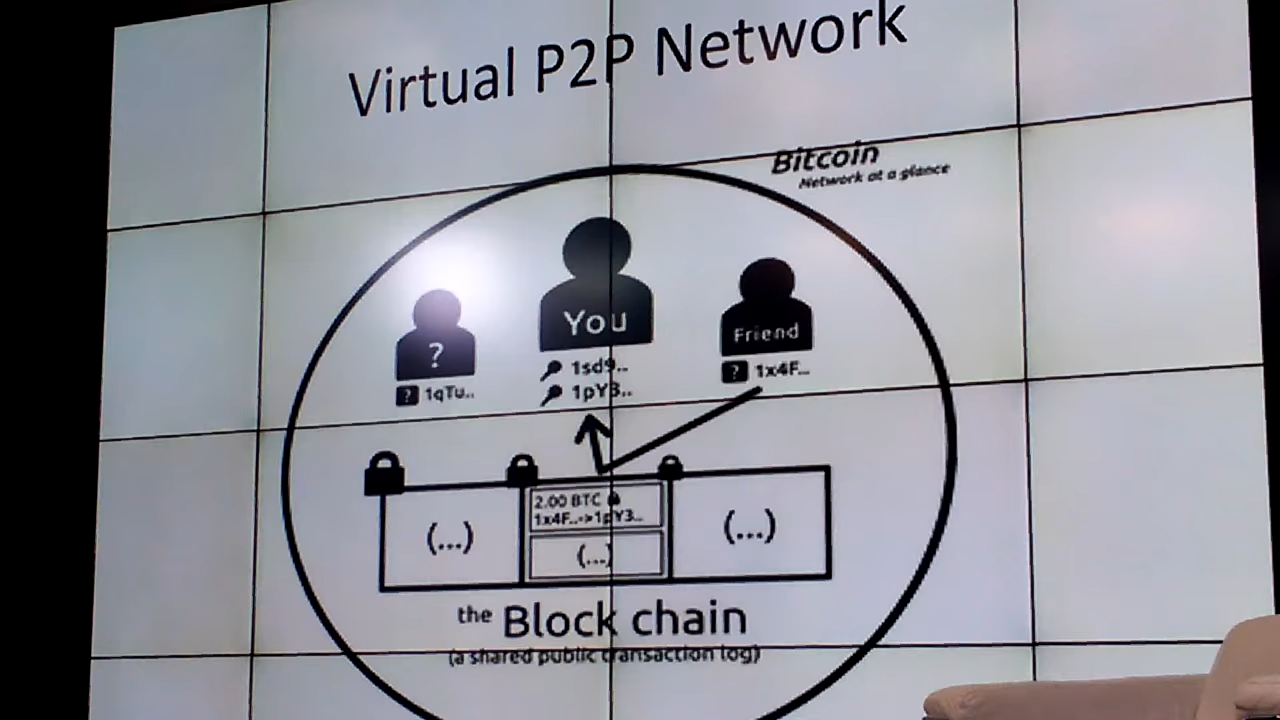 Virtual P2P Network
Bitcoin
Network at a glance
You
Friend
?
1sd9..
? 1x4F..
? 1qTu..
1pY3..
2.00 BTC
1x4F..->1pY3..
(...)
(...)
(...)
the Block chain
(a shared public transaction log)